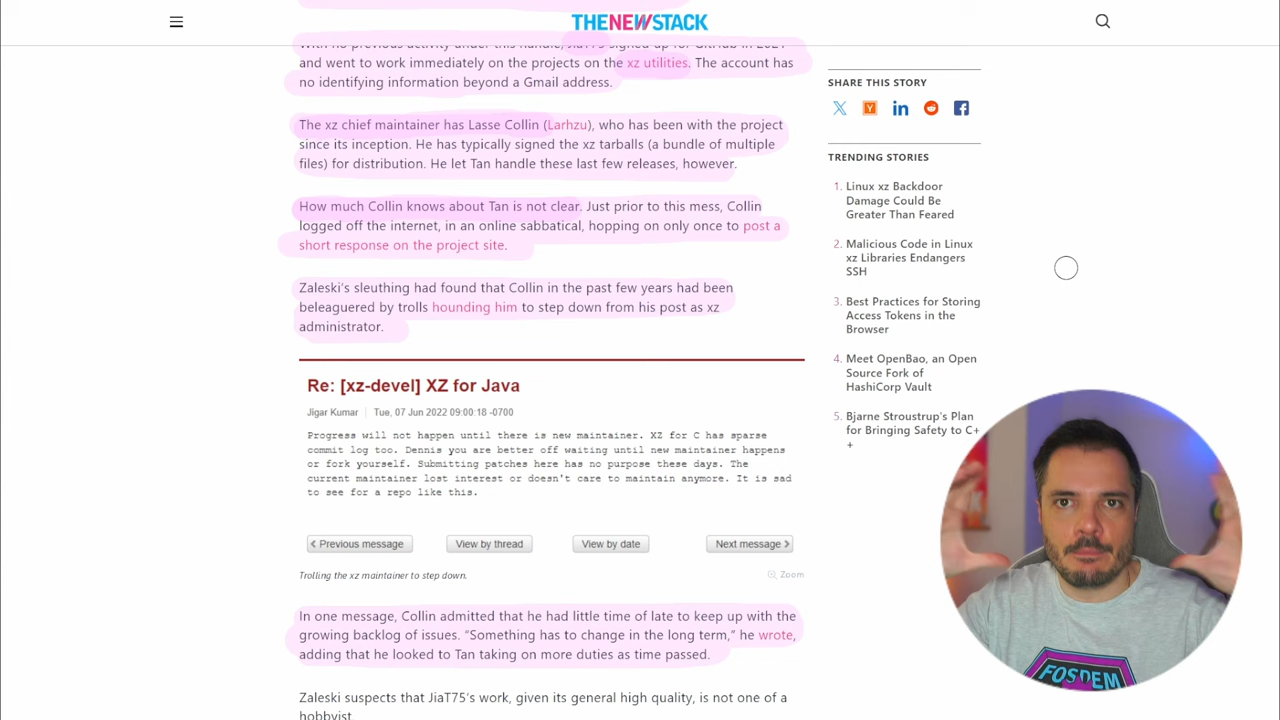 THENEWSTACK
With no previous activity under this handle, JiaT75 signed up for GitHub in 2021
and went to work immediately on the projects on the xz utilities. The account has
no identifying information beyond a Gmail address.
The xz chief maintainer has Lasse Collin (Larhzu), who has been with the project
since its inception. He has typically signed the xz tarballs (a bundle of multiple
files) for distribution. He let Tan handle these last few releases, however.
How much Collin knows about Tan is not clear. Just prior to this mess, Collin
logged off the internet, in an online sabbatical, hopping on only once to post a
short response on the project site.
Zaleski's sleuthing had found that Collin in the past few years had been
beleaguered by trolls hounding him to step down from his post as xz
administrator.
Re: [xz-devel] XZ for Java
Jigar Kumar | Tue, 07 Jun 2022 09:00:18 -0700
Progress will not happen until there is new maintainer. XZ for C has sparse
commit log too. Dennis you are better off waiting until new maintainer happens
or fork yourself. Submitting patches here has no purpose these days. The
current maintainer lost interest or doesn't care to maintain anymore. It is sad
to see for a repo like this.
Previous message
View by thread
View by date
Next message
Trolling the xz maintainer to step down.
Zoom
In one message, Collin admitted that he had little time of late to keep up with the
growing backlog of issues. “Something has to change in the long term,” he wrote,
adding that he looked to Tan taking on more duties as time passed.
Zaleski suspects that JiaT75's work, given its general high quality, is not one of a
hobbyist.
SHARE THIS STORY
TRENDING STORIES
1. Linux xz Backdoor
Damage Could Be
Greater Than Feared
2. Malicious Code in Linux
xz Libraries Endangers
SSH
3. Best Practices for Storing
Access Tokens in the
Browser
4. Meet OpenBao, an Open
Source Fork of
HashiCorp Vault
5. Bjarne Stroustrup's Plan
for Bringing Safety to C+
+
FOSDEM